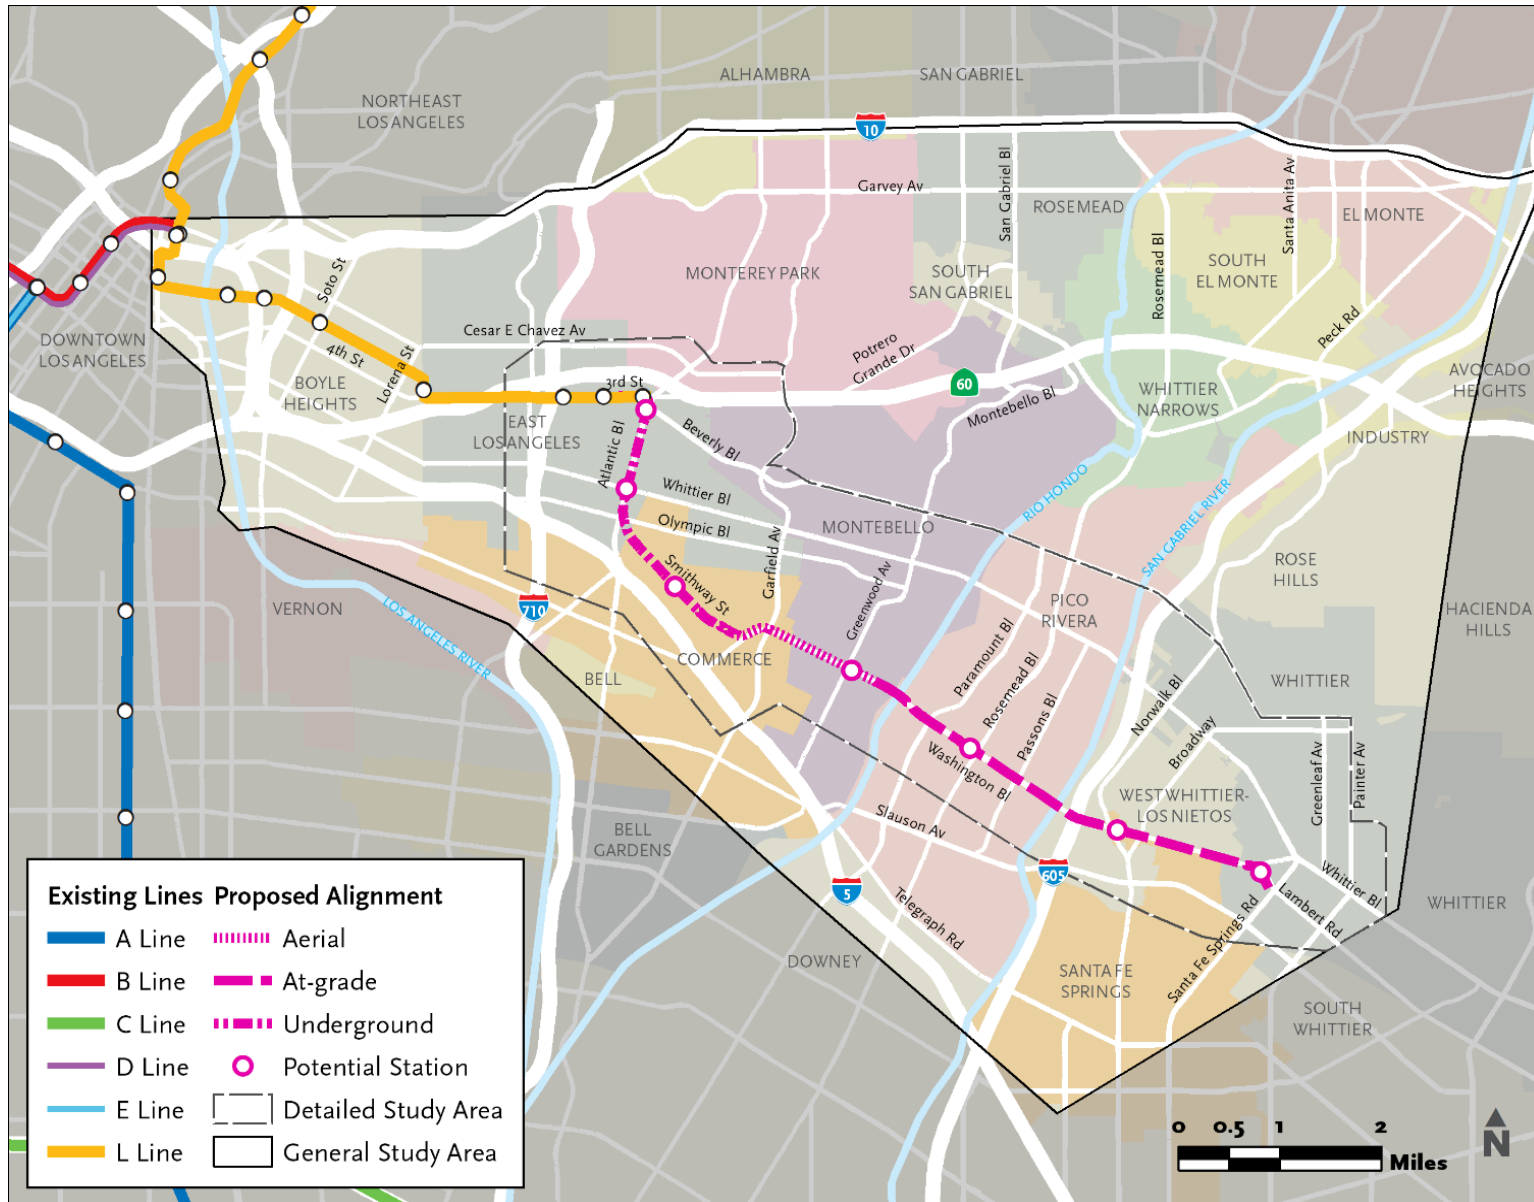 ALHAMBRA
SAN GABRIEL
NORTHEAST
LOS ANGELES
10
Garvey Av
San Gabriel Bl
ROSEMEAD
Santa Anita Av
EL MONTE
Rosemead Bl
SOUTH
EL MONTE
MONTEREY PARK
SOUTH
SAN GABRIEL
Soto St
Peck Rd
DOWNTOWN
LOS ANGELES
4th St
Cesar E Chavez Av
Potrero
Grande Dr
Lorena St
BOYLE
HEIGHTS
3rd St
60
Montebello Bl
WHITTIER
NARROWS
AVOCADO
HEIGHTS
EAST
LOS ANGELES
Atlantic Bl
Beverly Bl
INDUSTRY
Whittier Bl
Olympic Bl
MONTEBELLO
RIO HONDO
SAN GABRIEL RIVER
Garfield Av
Smithway St
Greenwood Av
ROSE
HILLS
VERNON
LOS ANGELES RIVER
710
PICO
RIVERA
HACIENDA
HILLS
COMMERCE
BELL
Paramount Bl
Rosemead Bl
Passons Bl
Norwalk Bl
WHITTIER
Broadway
Washington Bl
Greenleaf Av
Painter Av
WEST WHITTIER-
LOS NIETOS
Slauson Av
BELL
GARDENS
605
5
Whittier Bl
Lambert Rd
WHITTIER
Telegraph Rd
Santa Fe Springs Rd
DOWNEY
SANTA FE
SPRINGS
SOUTH
WHITTIER
Existing Lines
A Line
B Line
C Line
D Line
E Line
L Line
Proposed Alignment
Aerial
At-grade
Underground
Potential Station
Detailed Study Area
General Study Area
0 0.5 1 2
Miles
N